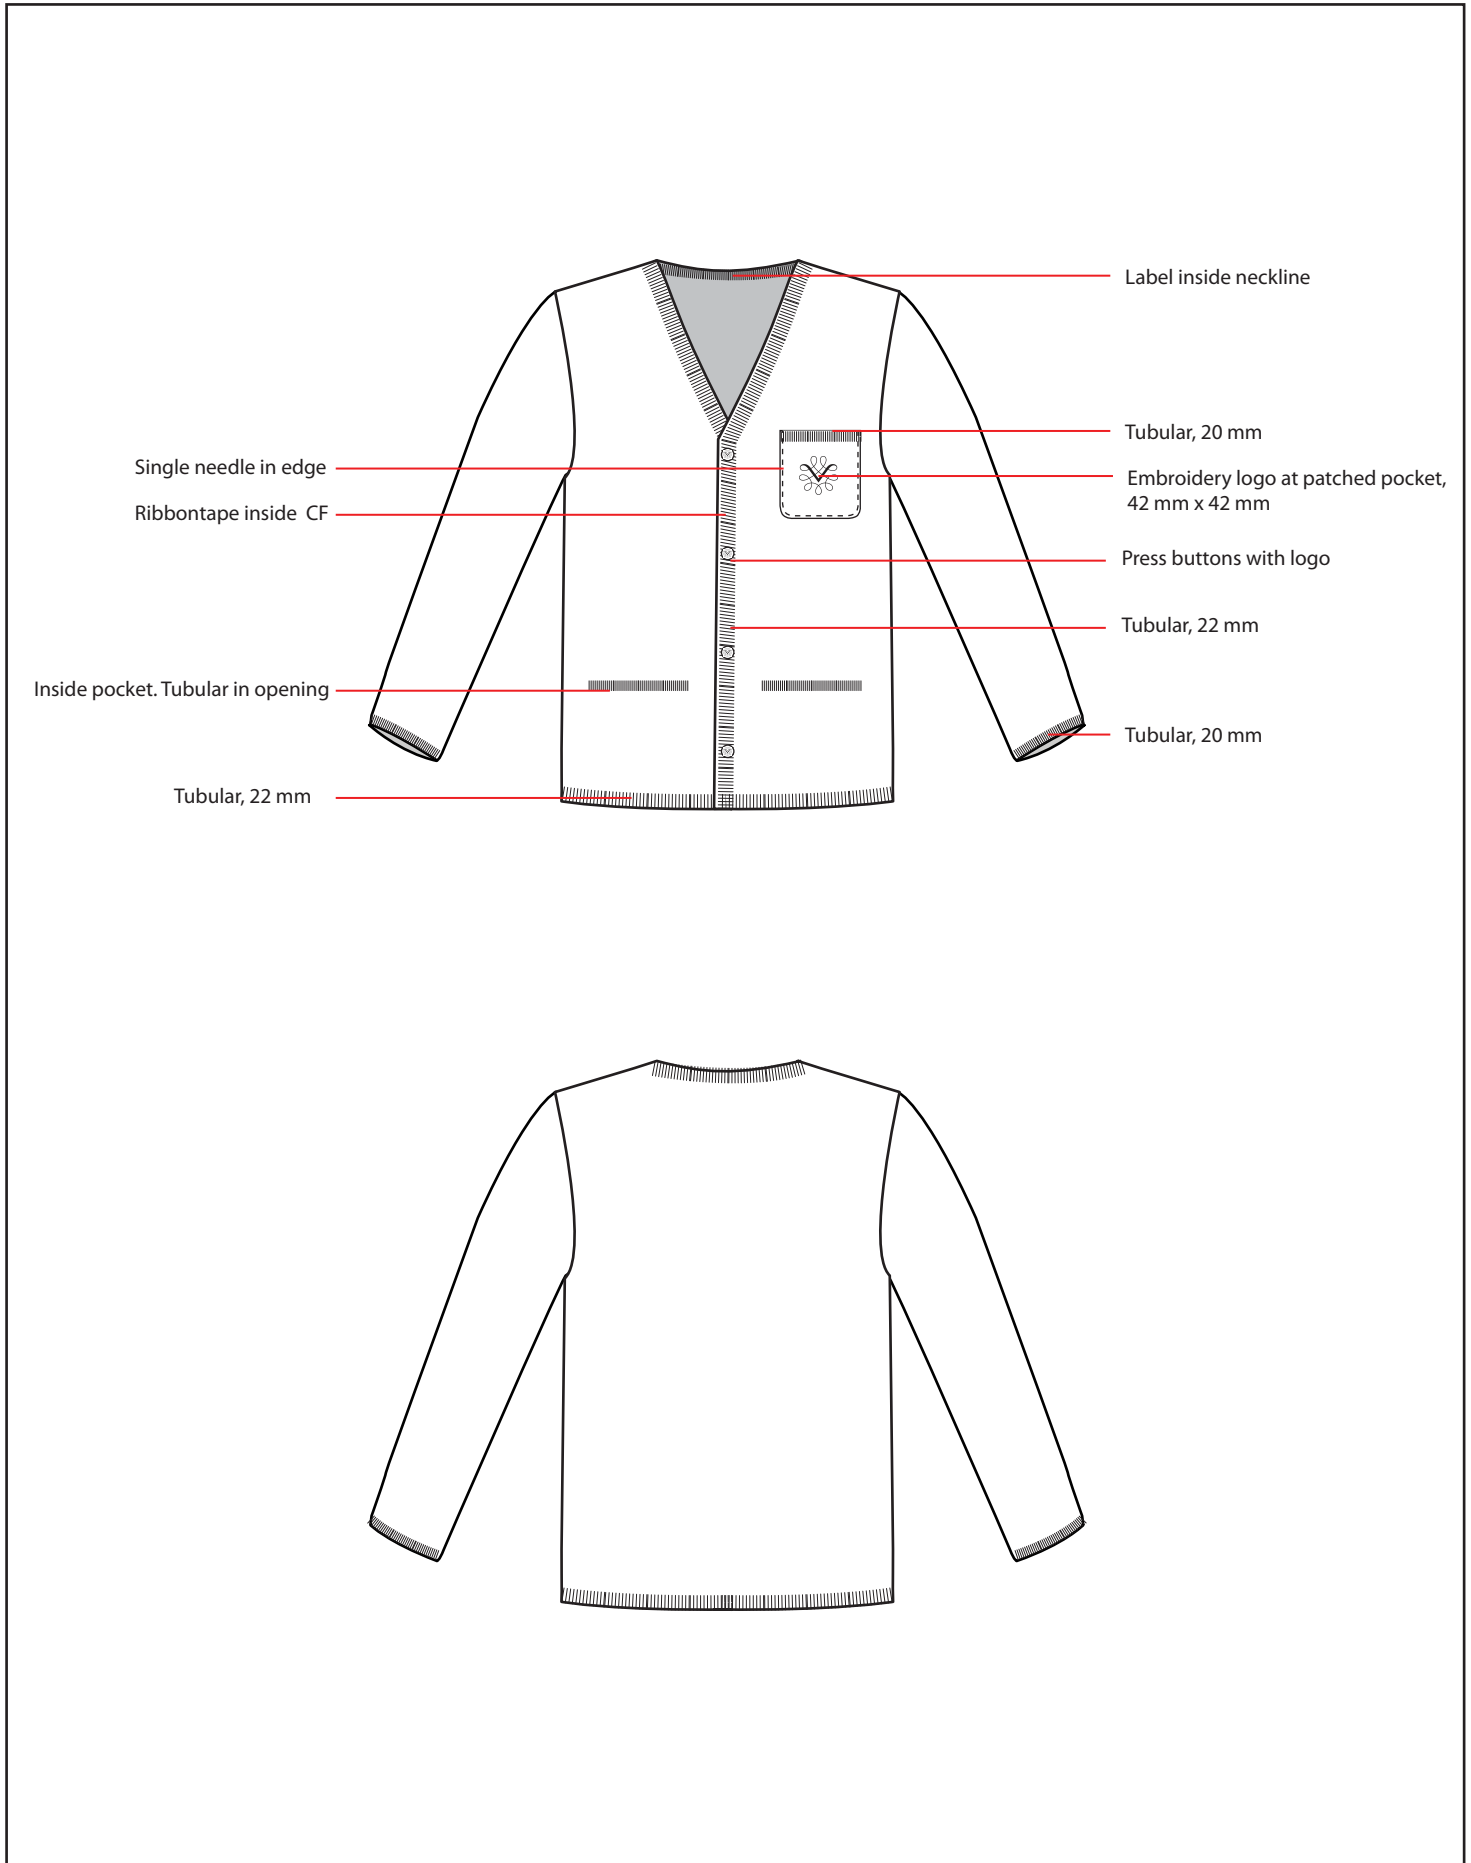 Label inside neckline
Tubular, 20 mm
Single needle in edge
Embroidery logo at patched pocket,
42 mm x 42 mm
Ribbontape inside  CF
Press buttons with logo
Tubular, 22 mm
Inside pocket. Tubular in opening
Tubular, 20 mm
Tubular, 22 mm